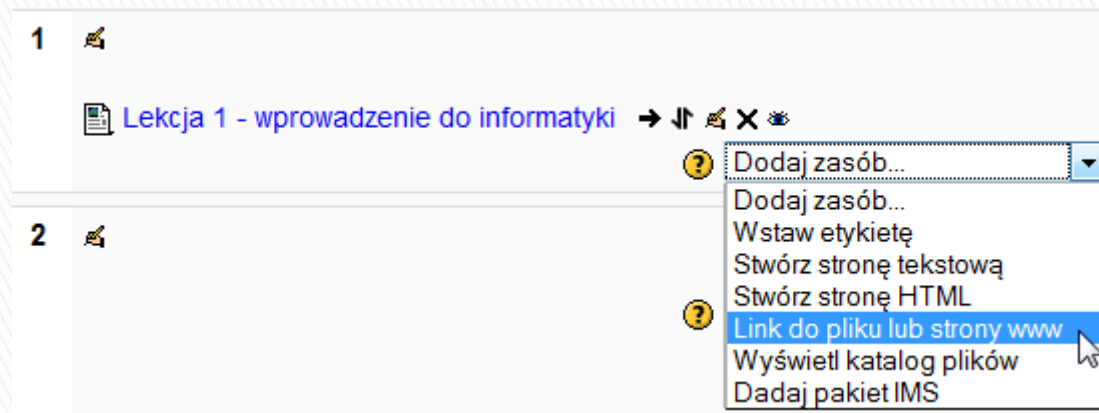 1
Lekcja 1 - wprowadzenie do informatyki
Dodaj zasób...
Dodaj zasób...
2
Wstaw etykietę
Stwórz stronę tekstową
Stwórz stronę HTML
Link do pliku lub strony www
Wyświetl katalog plików
Dadaj pakiet IMS